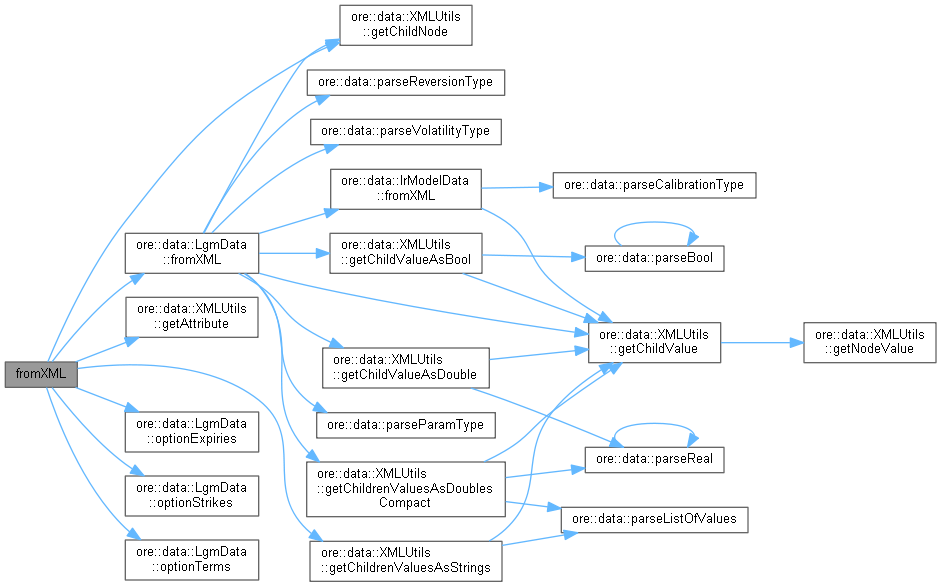 fromXML
ore::data::XMLUtils
::getChildNode
ore::data::LgmData
::fromXML
ore::data::XMLUtils
::getAttribute
ore::data::LgmData
::optionExpiries
ore::data::LgmData
::optionStrikes
ore::data::LgmData
::optionTerms
ore::data::parseReversionType
ore::data::parseVolatilityType
ore::data::IrModelData
::fromXML
ore::data::XMLUtils
::getChildValueAsBool
ore::data::XMLUtils
::getChildValueAsDouble
ore::data::parseParamType
ore::data::XMLUtils
::getChildrenValuesAsDoubles
Compact
ore::data::XMLUtils
::getChildrenValuesAsStrings
ore::data::parseCalibrationType
ore::data::parseBool
ore::data::XMLUtils
::getChildValue
ore::data::parseReal
ore::data::parseListOfValues
ore::data::XMLUtils
::getNodeValue